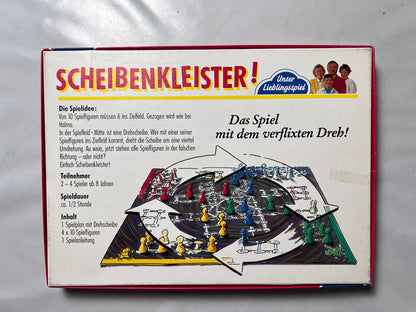 SCHEIBENKLEISTER!
Unser
Lieblingsspiel
Die Spielidee:
Von 10 Spielfiguren müssen 6 ins Zielfeld. Gezogen wird wie bei
Halma.
In der Spielfeld-Mitte ist eine Drehscheibe. Wer mit einer seiner
Spielfiguren ins Zielfeld kommt, dreht die Scheibe um eine viertel
Umdrehung. Au weia, jetzt stehen alle Spielfiguren in der falschen
Richtung – oder nicht?
Einfach Scheibenkleister!
Das Spiel
mit dem verflixten Dreh!
Teilnehmer
2 – 4 Spieler ab 8 Jahren
Spieldauer
ca. 1/2 Stunde
Inhalt
1 Spielplan mit Drehscheibe
4 x 10 Spielfiguren
1 Spielanleitung